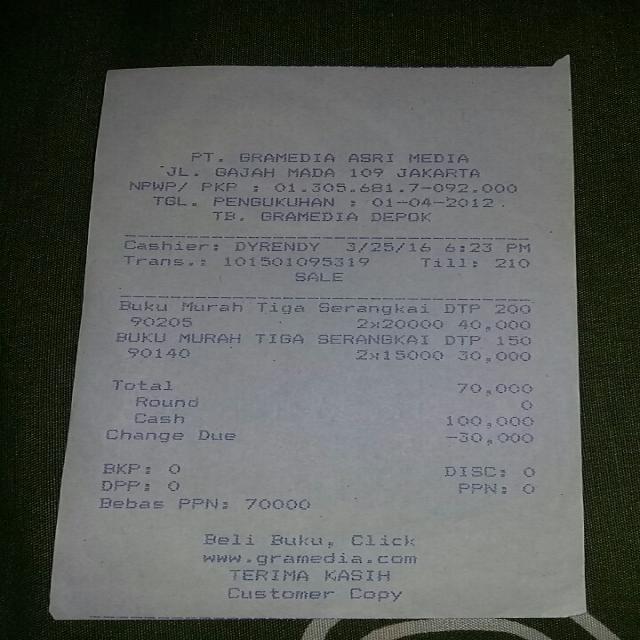 PT. GRAMEDIA ASRI MEDIA
JL. GAJAH MADA 109 JAKARTA
NPWP/ PKP : 01.305.681.7-092.000
TGL. PENGUKUHAN : 01-04-2012
TB. GRAMEDIA DEPOK
Cashier: DYRENDY 3/25/16 6:23 PM
Trans.: 101501095319 Till: 210
SALE
Buku Murah Tiga Serangkai DTP 200
90205 2x20000 40,000
BUKU MURAH TIGA SERANGKAI DTP 150
90140 2x15000 30,000
Total 70,000
Round 0
Cash 100,000
Change Due -30,000
BKP: 0 DISC: 0
DPP: 0 PPN: 0
Bebas PPN: 70000
Beli Buku, Click
www.gramedia.com
TERIMA KASIH
Customer Copy